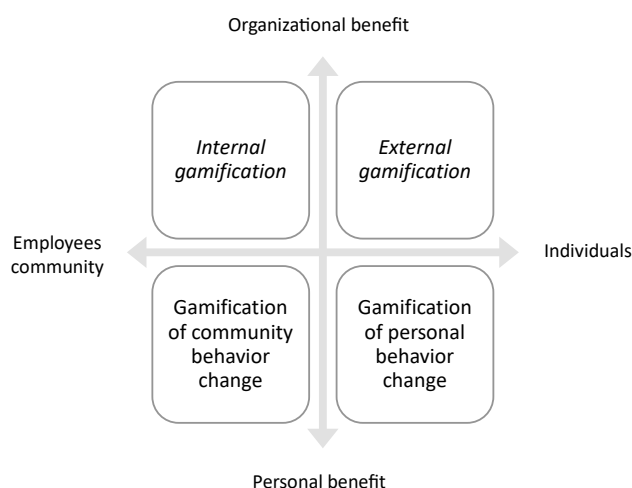 Organizational benefit
Internal
gamification
External
gamification
Employees
community
Individuals
Gamification
of community
behavior
change
Gamification
of personal
behavior
change
Personal benefit